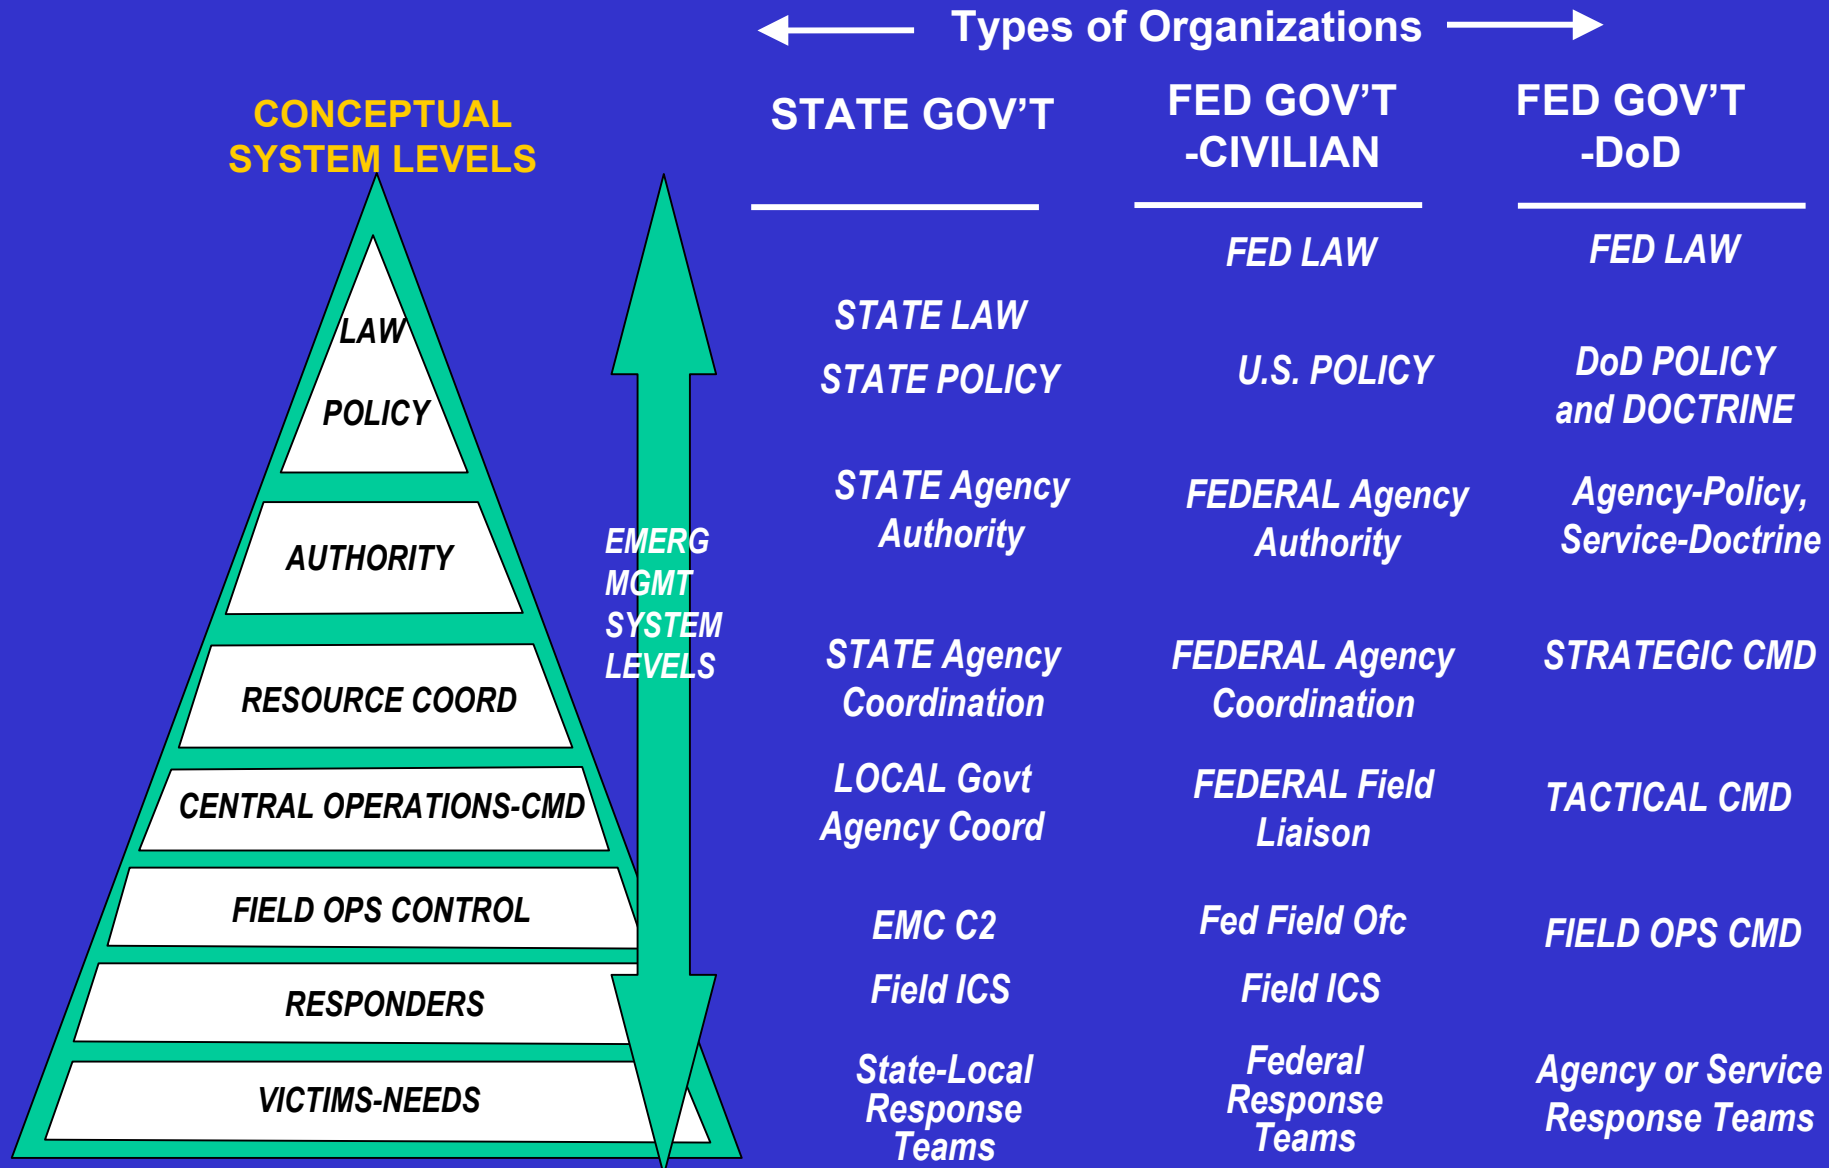 Types of Organizations
CONCEPTUAL
SYSTEM LEVELS
STATE GOV’T
FED GOV’T
-CIVILIAN
FED GOV’T
-DoD
LAW
POLICY
AUTHORITY
RESOURCE COORD
CENTRAL OPERATIONS-CMD
FIELD OPS CONTROL
RESPONDERS
VICTIMS-NEEDS
EMERG
MGMT
SYSTEM
LEVELS
STATE LAW
STATE POLICY
STATE Agency
Authority
STATE Agency
Coordination
LOCAL Govt
Agency Coord
EMC C2
Field ICS
State-Local
Response
Teams
FED LAW
U.S. POLICY
FEDERAL Agency
Authority
FEDERAL Agency
Coordination
FEDERAL Field
Liaison
Fed Field Ofc
Field ICS
Federal
Response
Teams
FED LAW
DoD POLICY
and DOCTRINE
Agency-Policy,
Service-Doctrine
STRATEGIC CMD
TACTICAL CMD
FIELD OPS CMD
Agency or Service
Response Teams